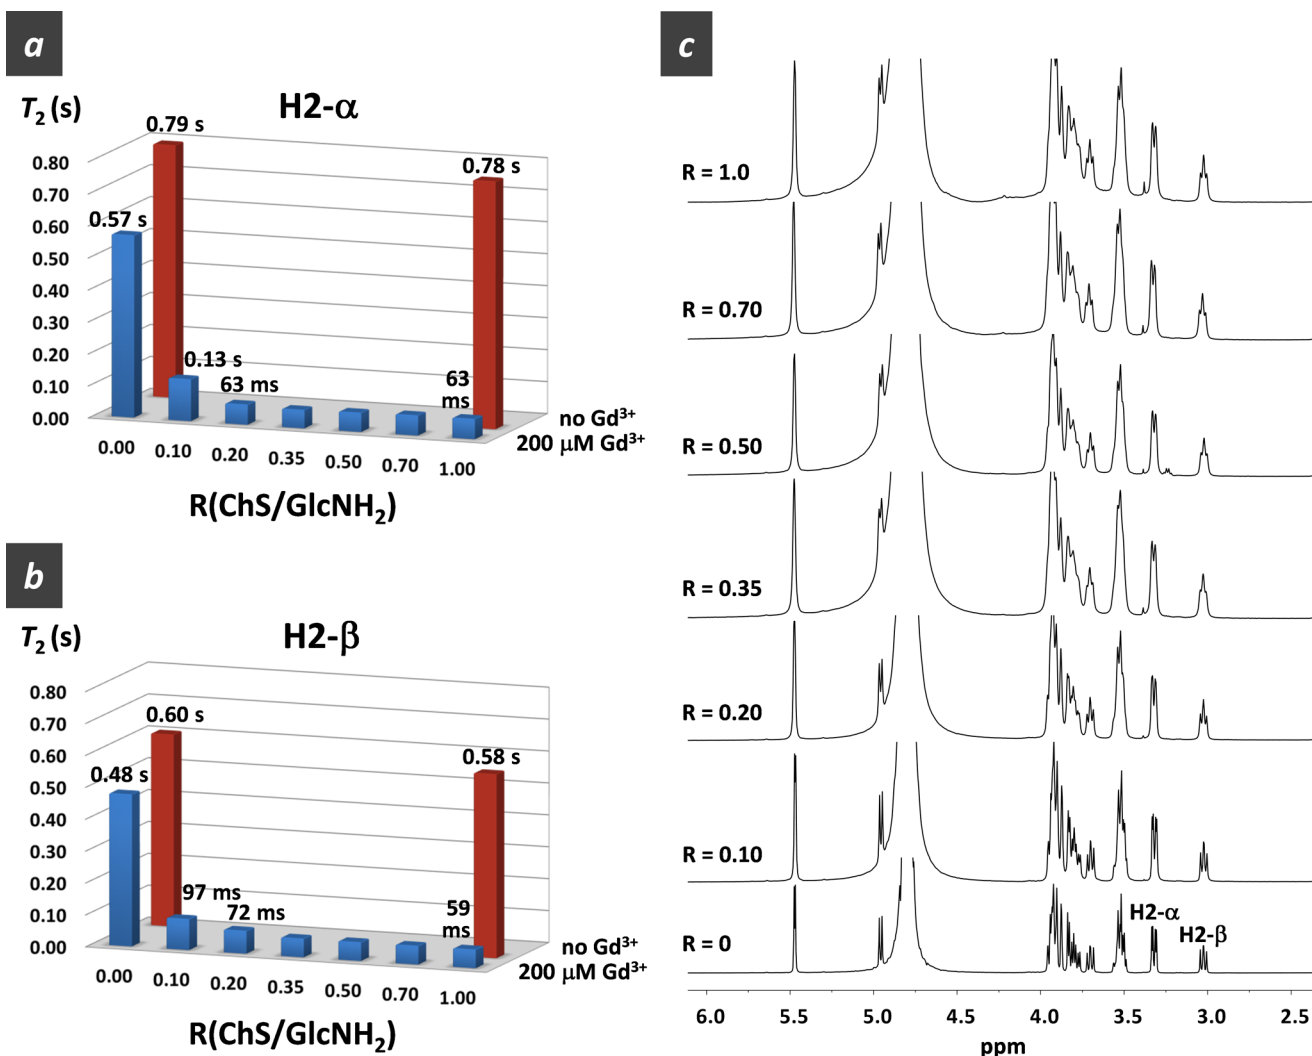 a
T2 (s)
H2-α
0.79 s
0.78 s
0.57 s
0.13 s
63 ms
63
ms
0.80
0.70
0.60
0.50
0.40
0.30
0.20
0.10
0.00
no Gd³⁺
200 μM Gd³⁺
0.00 0.10 0.20 0.35 0.50 0.70 1.00
R(ChS/GlcNH₂)
b
T2 (s)
H2-β
0.60 s
0.58 s
0.48 s
97 ms
72 ms
59
ms
0.80
0.70
0.60
0.50
0.40
0.30
0.20
0.10
0.00
no Gd³⁺
200 μM Gd³⁺
0.00 0.10 0.20 0.35 0.50 0.70 1.00
R(ChS/GlcNH₂)
c
R = 1.0
R = 0.70
R = 0.50
R = 0.35
R = 0.20
R = 0.10
R = 0
H2-α
H2-β
6.0 5.5 5.0 4.5 4.0 3.5 3.0 2.5
ppm